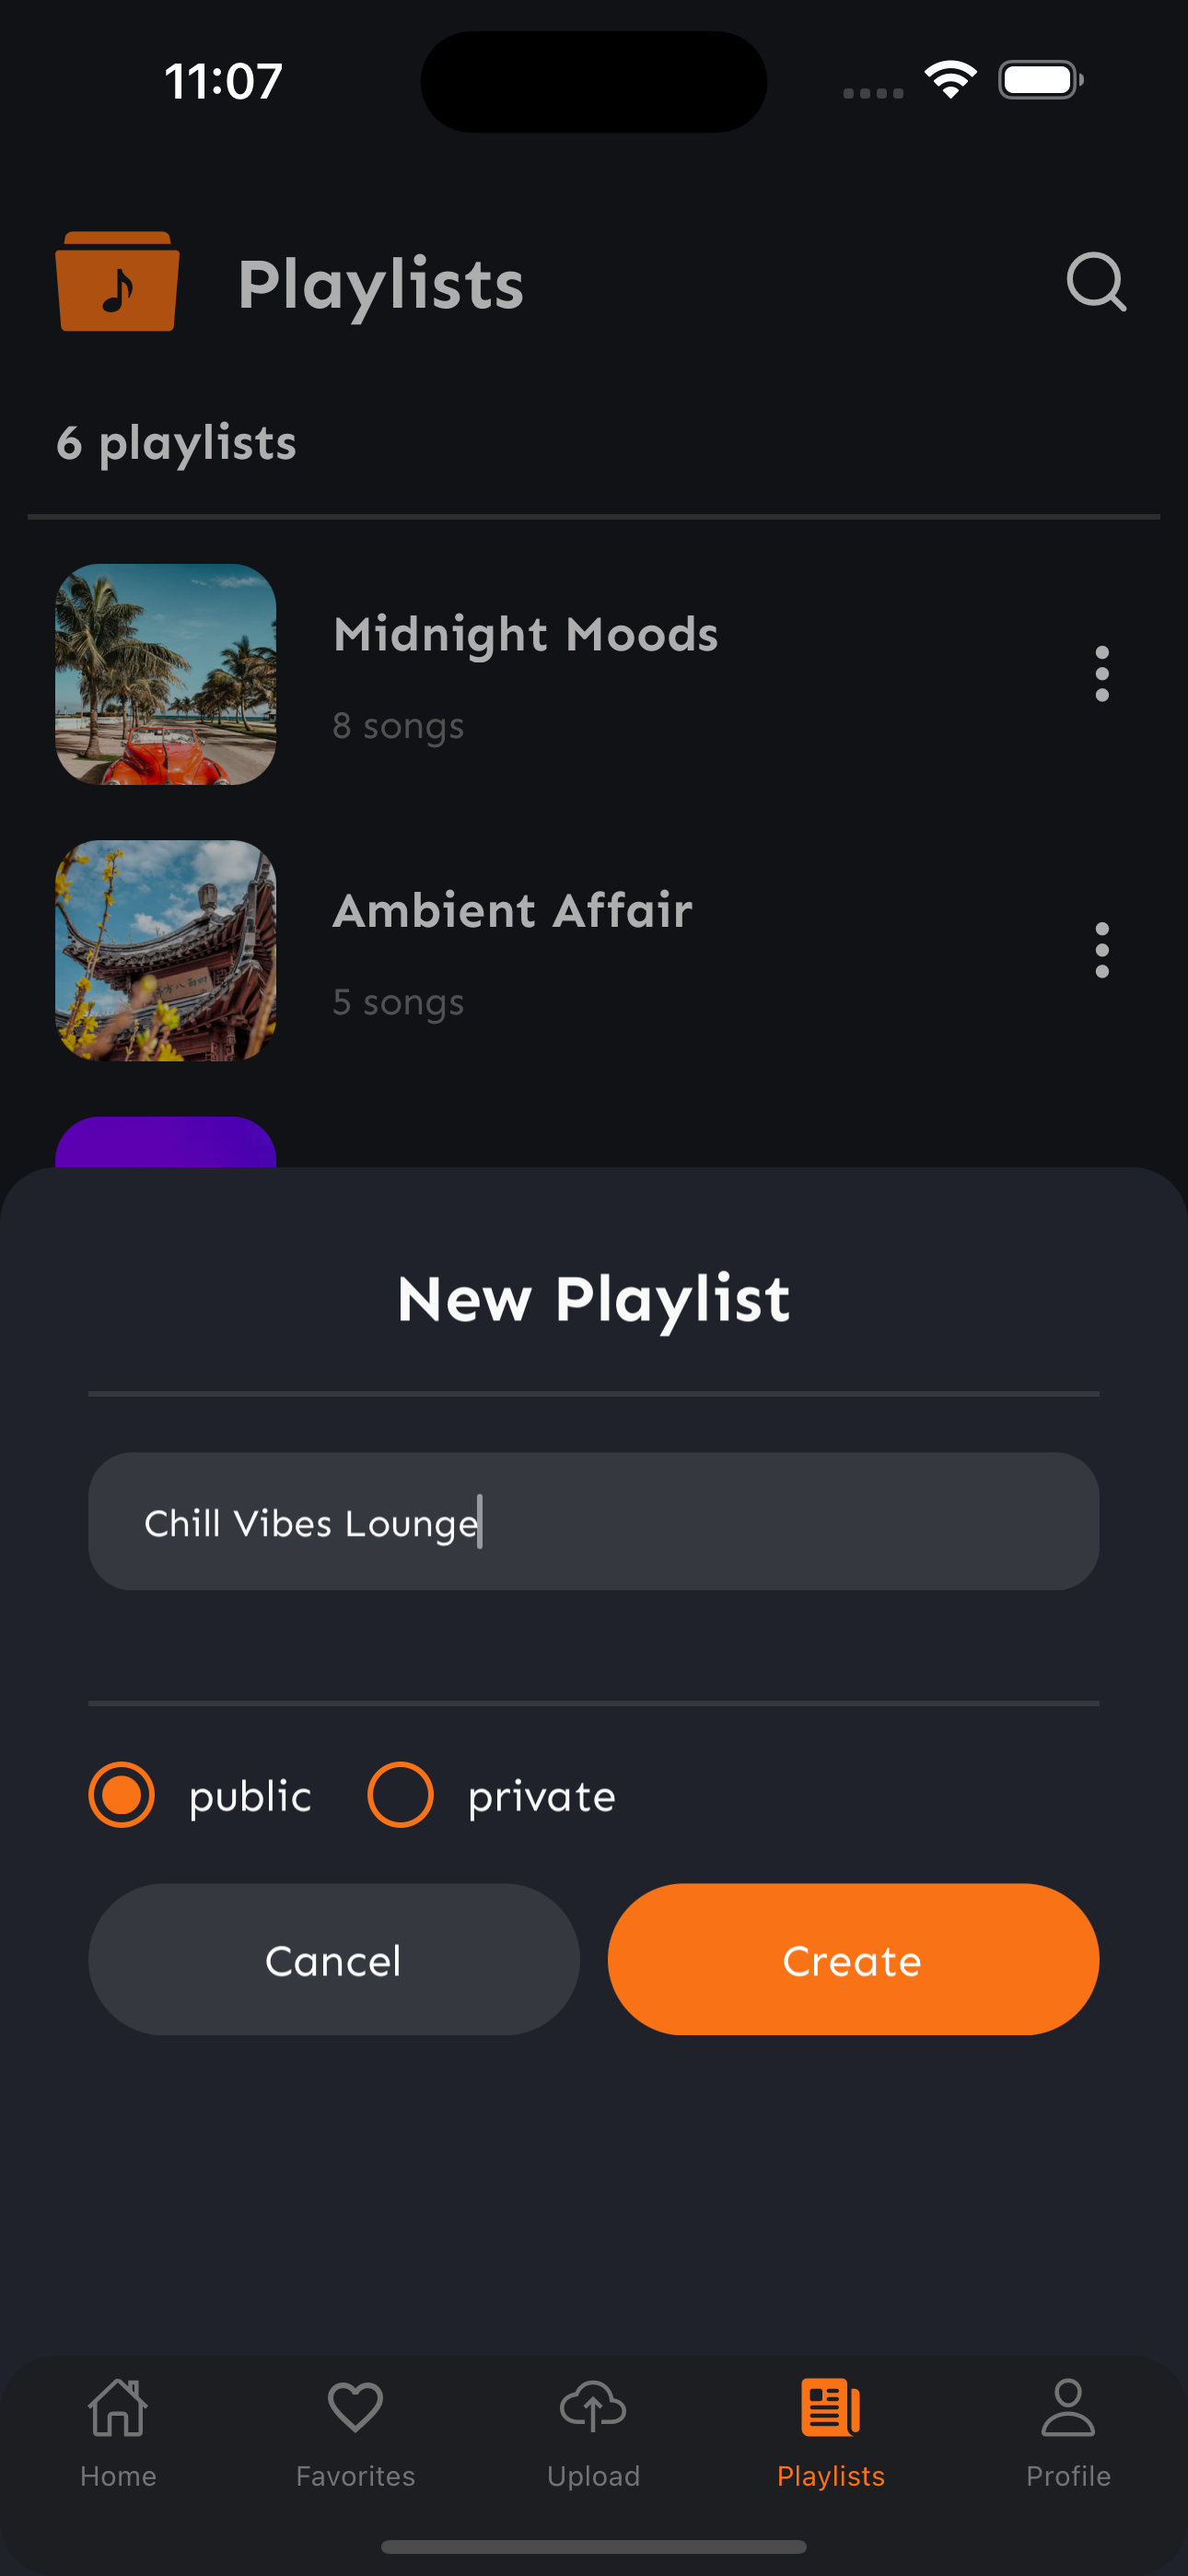 11:07
Playlists
6 playlists
Midnight Moods
8 songs
Ambient Affair
5 songs
New Playlist
Chill Vibes Lounge
public private
Cancel Create
Home Favorites Upload Playlists Profile